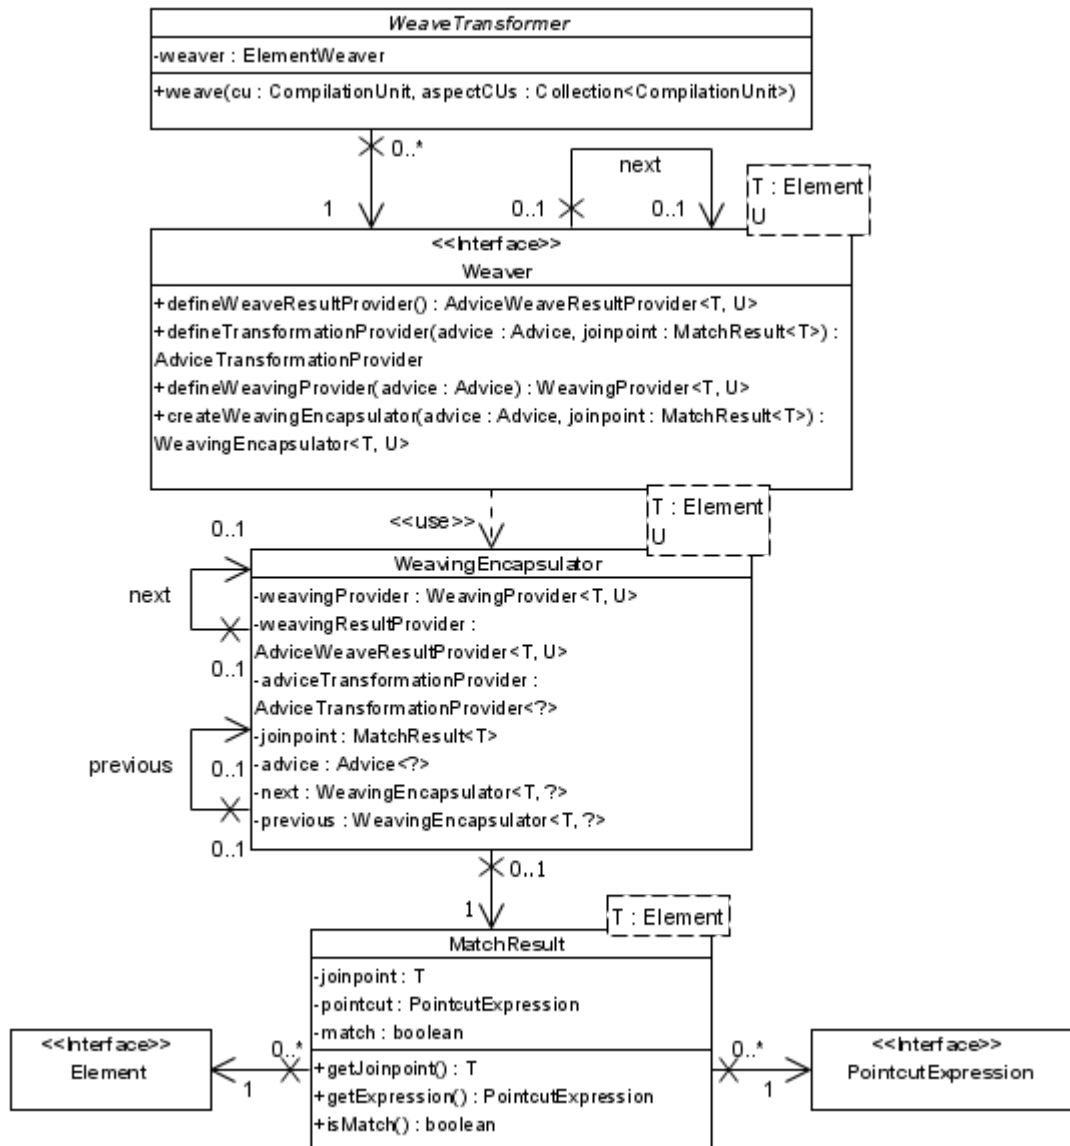 WeaveTransformer
-weaver : ElementWeaver
+weave(cu : CompilationUnit, aspectCUs : Collection<CompilationUnit>)
0..*
next
1
0..1
0..1
T : Element
U
<<Interface>>
Weaver
+defineWeaveResultProvider() : AdviceWeaveResultProvider<T, U>
+defineTransformationProvider(advice : Advice, joinpoint : MatchResult<T>) :
AdviceTransformationProvider
+defineWeavingProvider(advice : Advice) : WeavingProvider<T, U>
+createWeavingEncapsulator(advice : Advice, joinpoint : MatchResult<T>) :
WeavingEncapsulator<T, U>
<<use>>
T : Element
U
0..1
next
0..1
previous
0..1
0..1
WeavingEncapsulator
-weavingProvider : WeavingProvider<T, U>
-weavingResultProvider :
AdviceWeaveResultProvider<T, U>
-adviceTransformationProvider :
AdviceTransformationProvider<?>
-joinpoint : MatchResult<T>
-advice : Advice<?>
-next : WeavingEncapsulator<T, ?>
-previous : WeavingEncapsulator<T, ?>
0..1
1
T : Element
MatchResult
-joinpoint : T
-pointcut : PointcutExpression
-match : boolean
+getJoinpoint() : T
+getExpression() : PointcutExpression
+isMatch() : boolean
<<Interface>>
Element
0..*
1
0..*
1
<<Interface>>
PointcutExpression